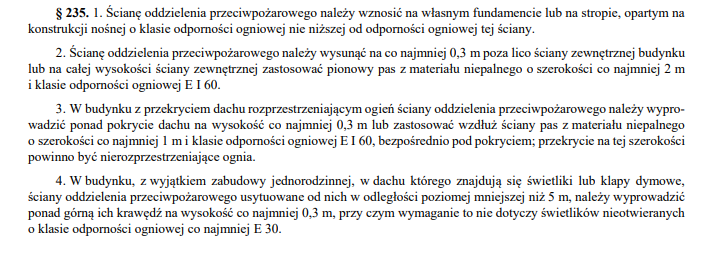 § 235. 1. Ścianę oddzielenia przeciwpożarowego należy wznosić na własnym fundamencie lub na stropie, opartym na
konstrukcji nośnej o klasie odporności ogniowej nie niższej od odporności ogniowej tej ściany.
2. Ścianę oddzielenia przeciwpożarowego należy wysunąć na co najmniej 0,3 m poza lico ściany zewnętrznej budynku
lub na całej wysokości ściany zewnętrznej zastosować pionowy pas z materiału niepalnego o szerokości co najmniej 2 m
i klasie odporności ogniowej E I 60.
3. W budynku z przekryciem dachu rozprzestrzeniającym ogień ściany oddzielenia przeciwpożarowego należy wypro-
wadzić ponad pokrycie dachu na wysokość co najmniej 0,3 m lub zastosować wzdłuż ściany pas z materiału niepalnego
o szerokości co najmniej 1 m i klasie odporności ogniowej E I 60, bezpośrednio pod pokryciem; przekrycie na tej szerokości
powinno być nierozprzestrzeniające ognia.
4. W budynku, z wyjątkiem zabudowy jednorodzinnej, w dachu którego znajdują się świetliki lub klapy dymowe,
ściany oddzielenia przeciwpożarowego usytuowane od nich w odległości poziomej mniejszej niż 5 m, należy wyprowadzić
ponad górną ich krawędź na wysokość co najmniej 0,3 m, przy czym wymaganie to nie dotyczy świetlików nieotwieranych
o klasie odporności ogniowej co najmniej E 30.